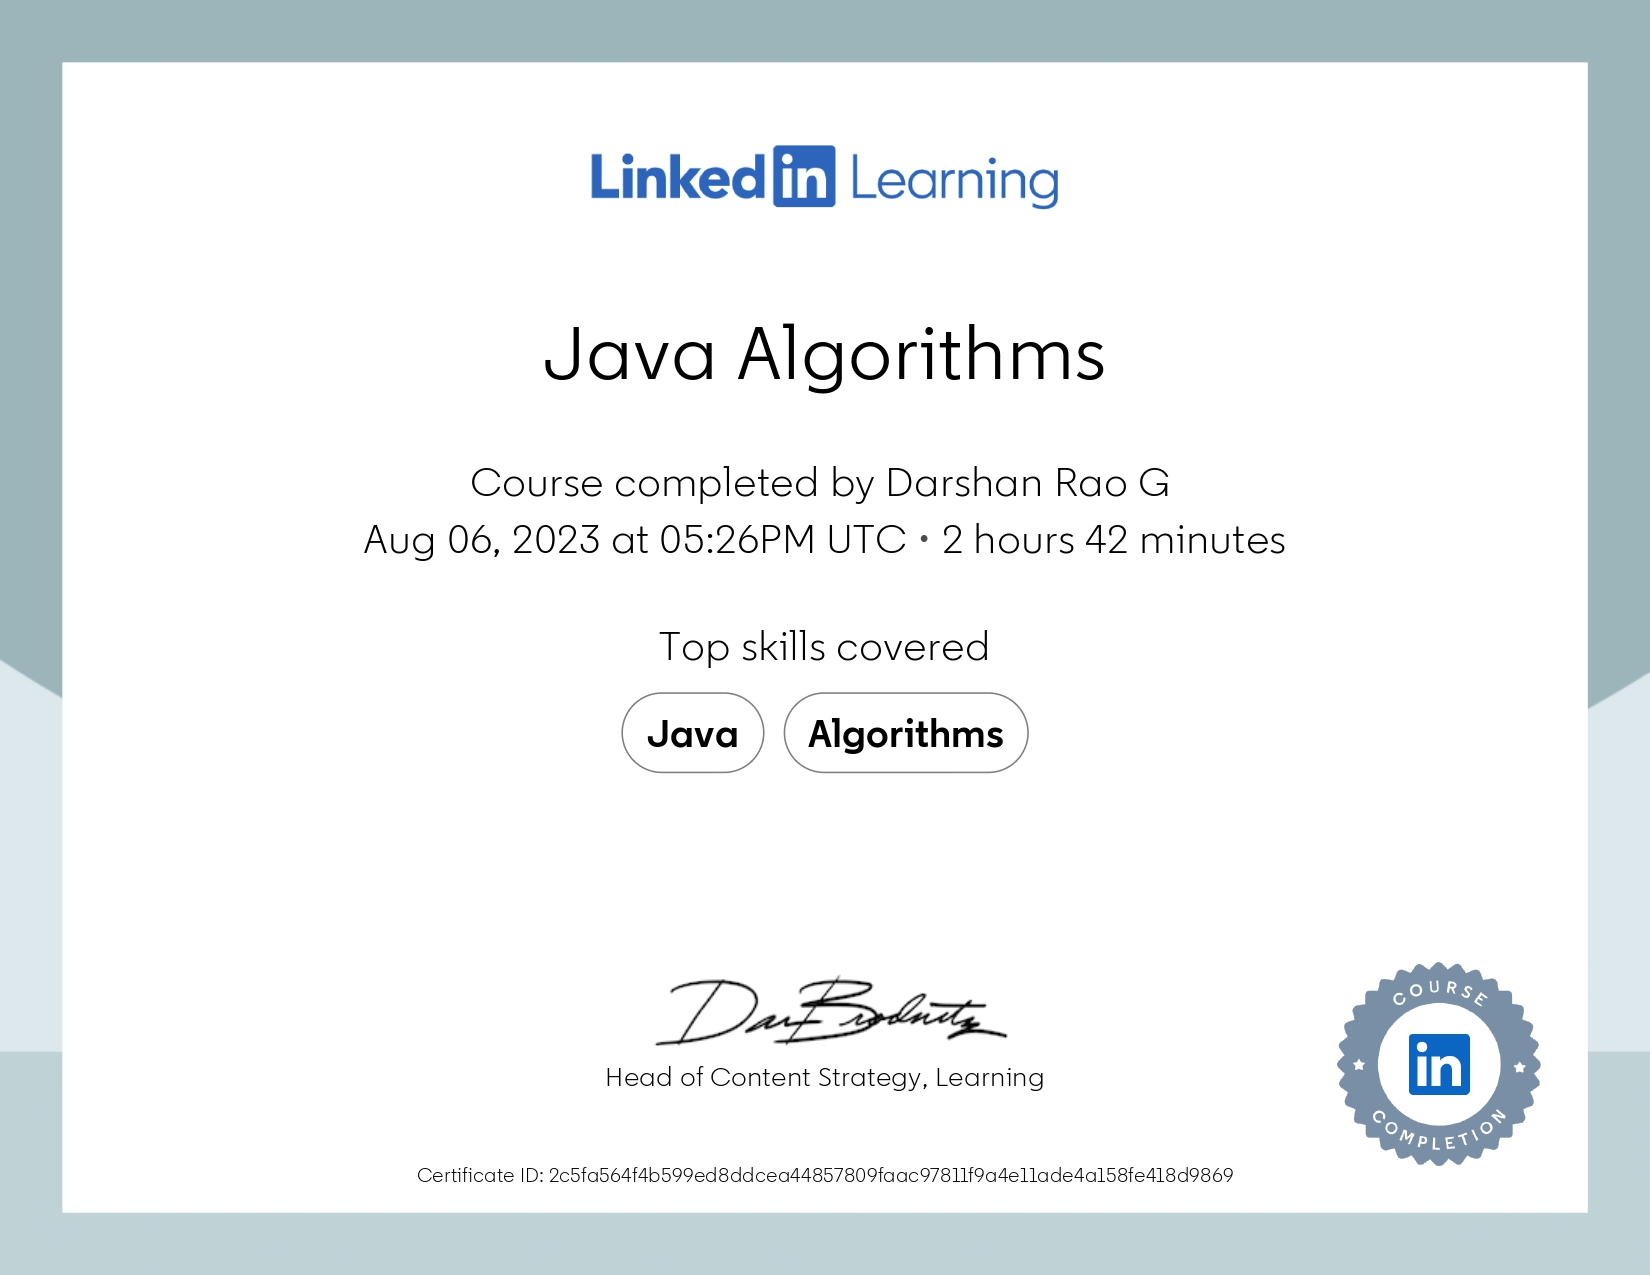 Linked in Learning
Java Algorithms
Course completed by Darshan Rao G
Aug 06, 2023 at 05:26PM UTC • 2 hours 42 minutes
Top skills covered
Java Algorithms
Dan Brodnitz
Head of Content Strategy, Learning
COURSE
in
COMPLETION
Certificate ID: 2c5fa564f4b599ed8ddcea44857809faac97811f9a4e11ade4a158fe418d9869